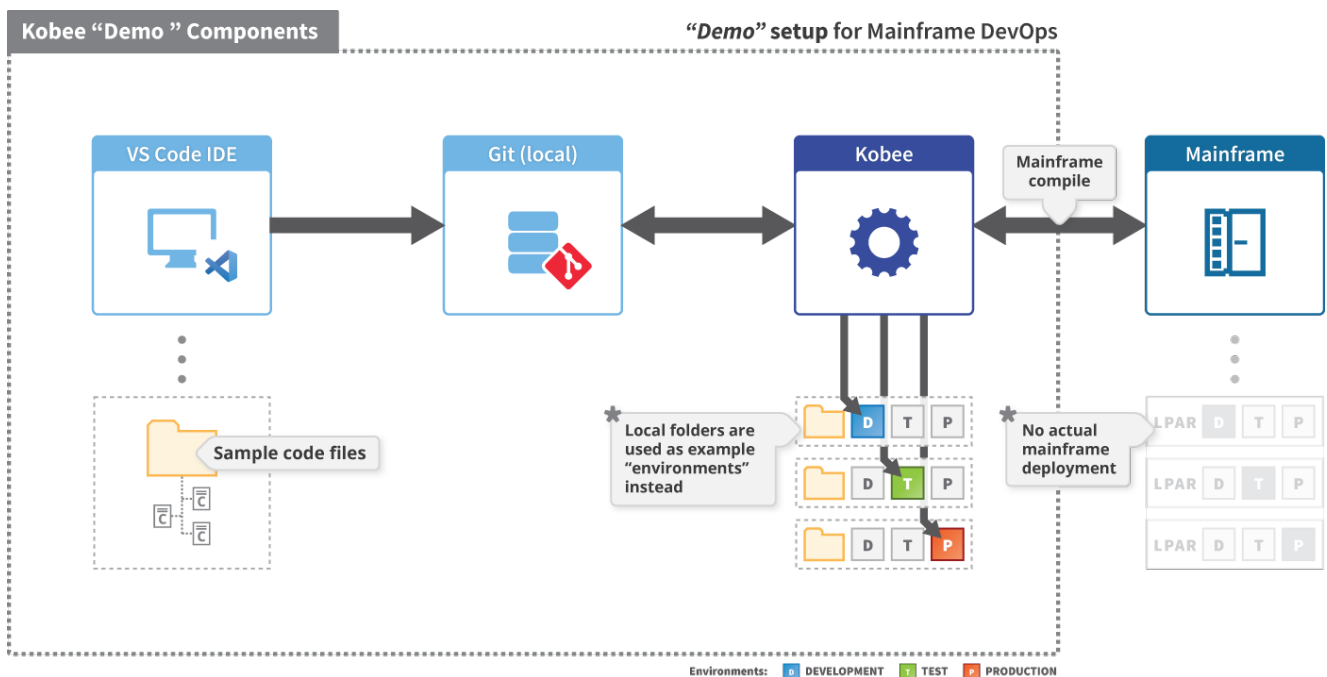 Kobee “Demo ” Components
“Demo” setup for Mainframe DevOps
VS Code IDE
Git (local)
Kobee
Mainframe
compile
Mainframe
Sample code files
C
C
C
Local folders are
used as example
“environments”
instead
D T P
D T P
D T P
No actual
mainframe
deployment
LPAR D T P
LPAR D T P
LPAR D T P
Environments: D DEVELOPMENT T TEST P PRODUCTION